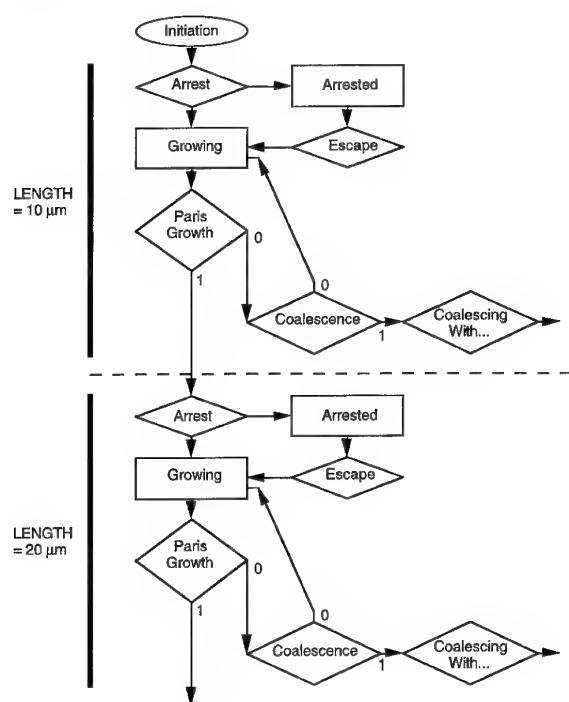 Initiation
Arrest
Arrested
Growing
Escape
LENGTH
= 10 μm
Paris
Growth
0
1
0
Coalescence
1
Coalescing
With...
Arrest
Arrested
Growing
Escape
LENGTH
= 20 μm
Paris
Growth
0
1
0
Coalescence
1
Coalescing
With...